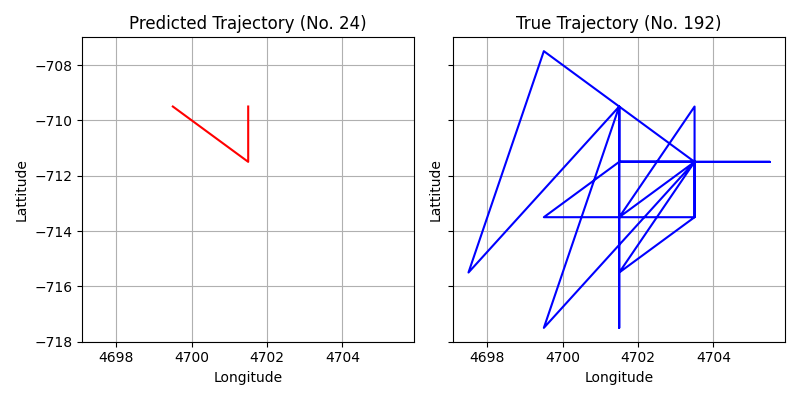 Predicted Trajectory (No. 24)
True Trajectory (No. 192)
Lattitude
−708
−710
−712
−714
−716
−718
4698
4700
4702
4704
Longitude
Lattitude
4698
4700
4702
4704
Longitude